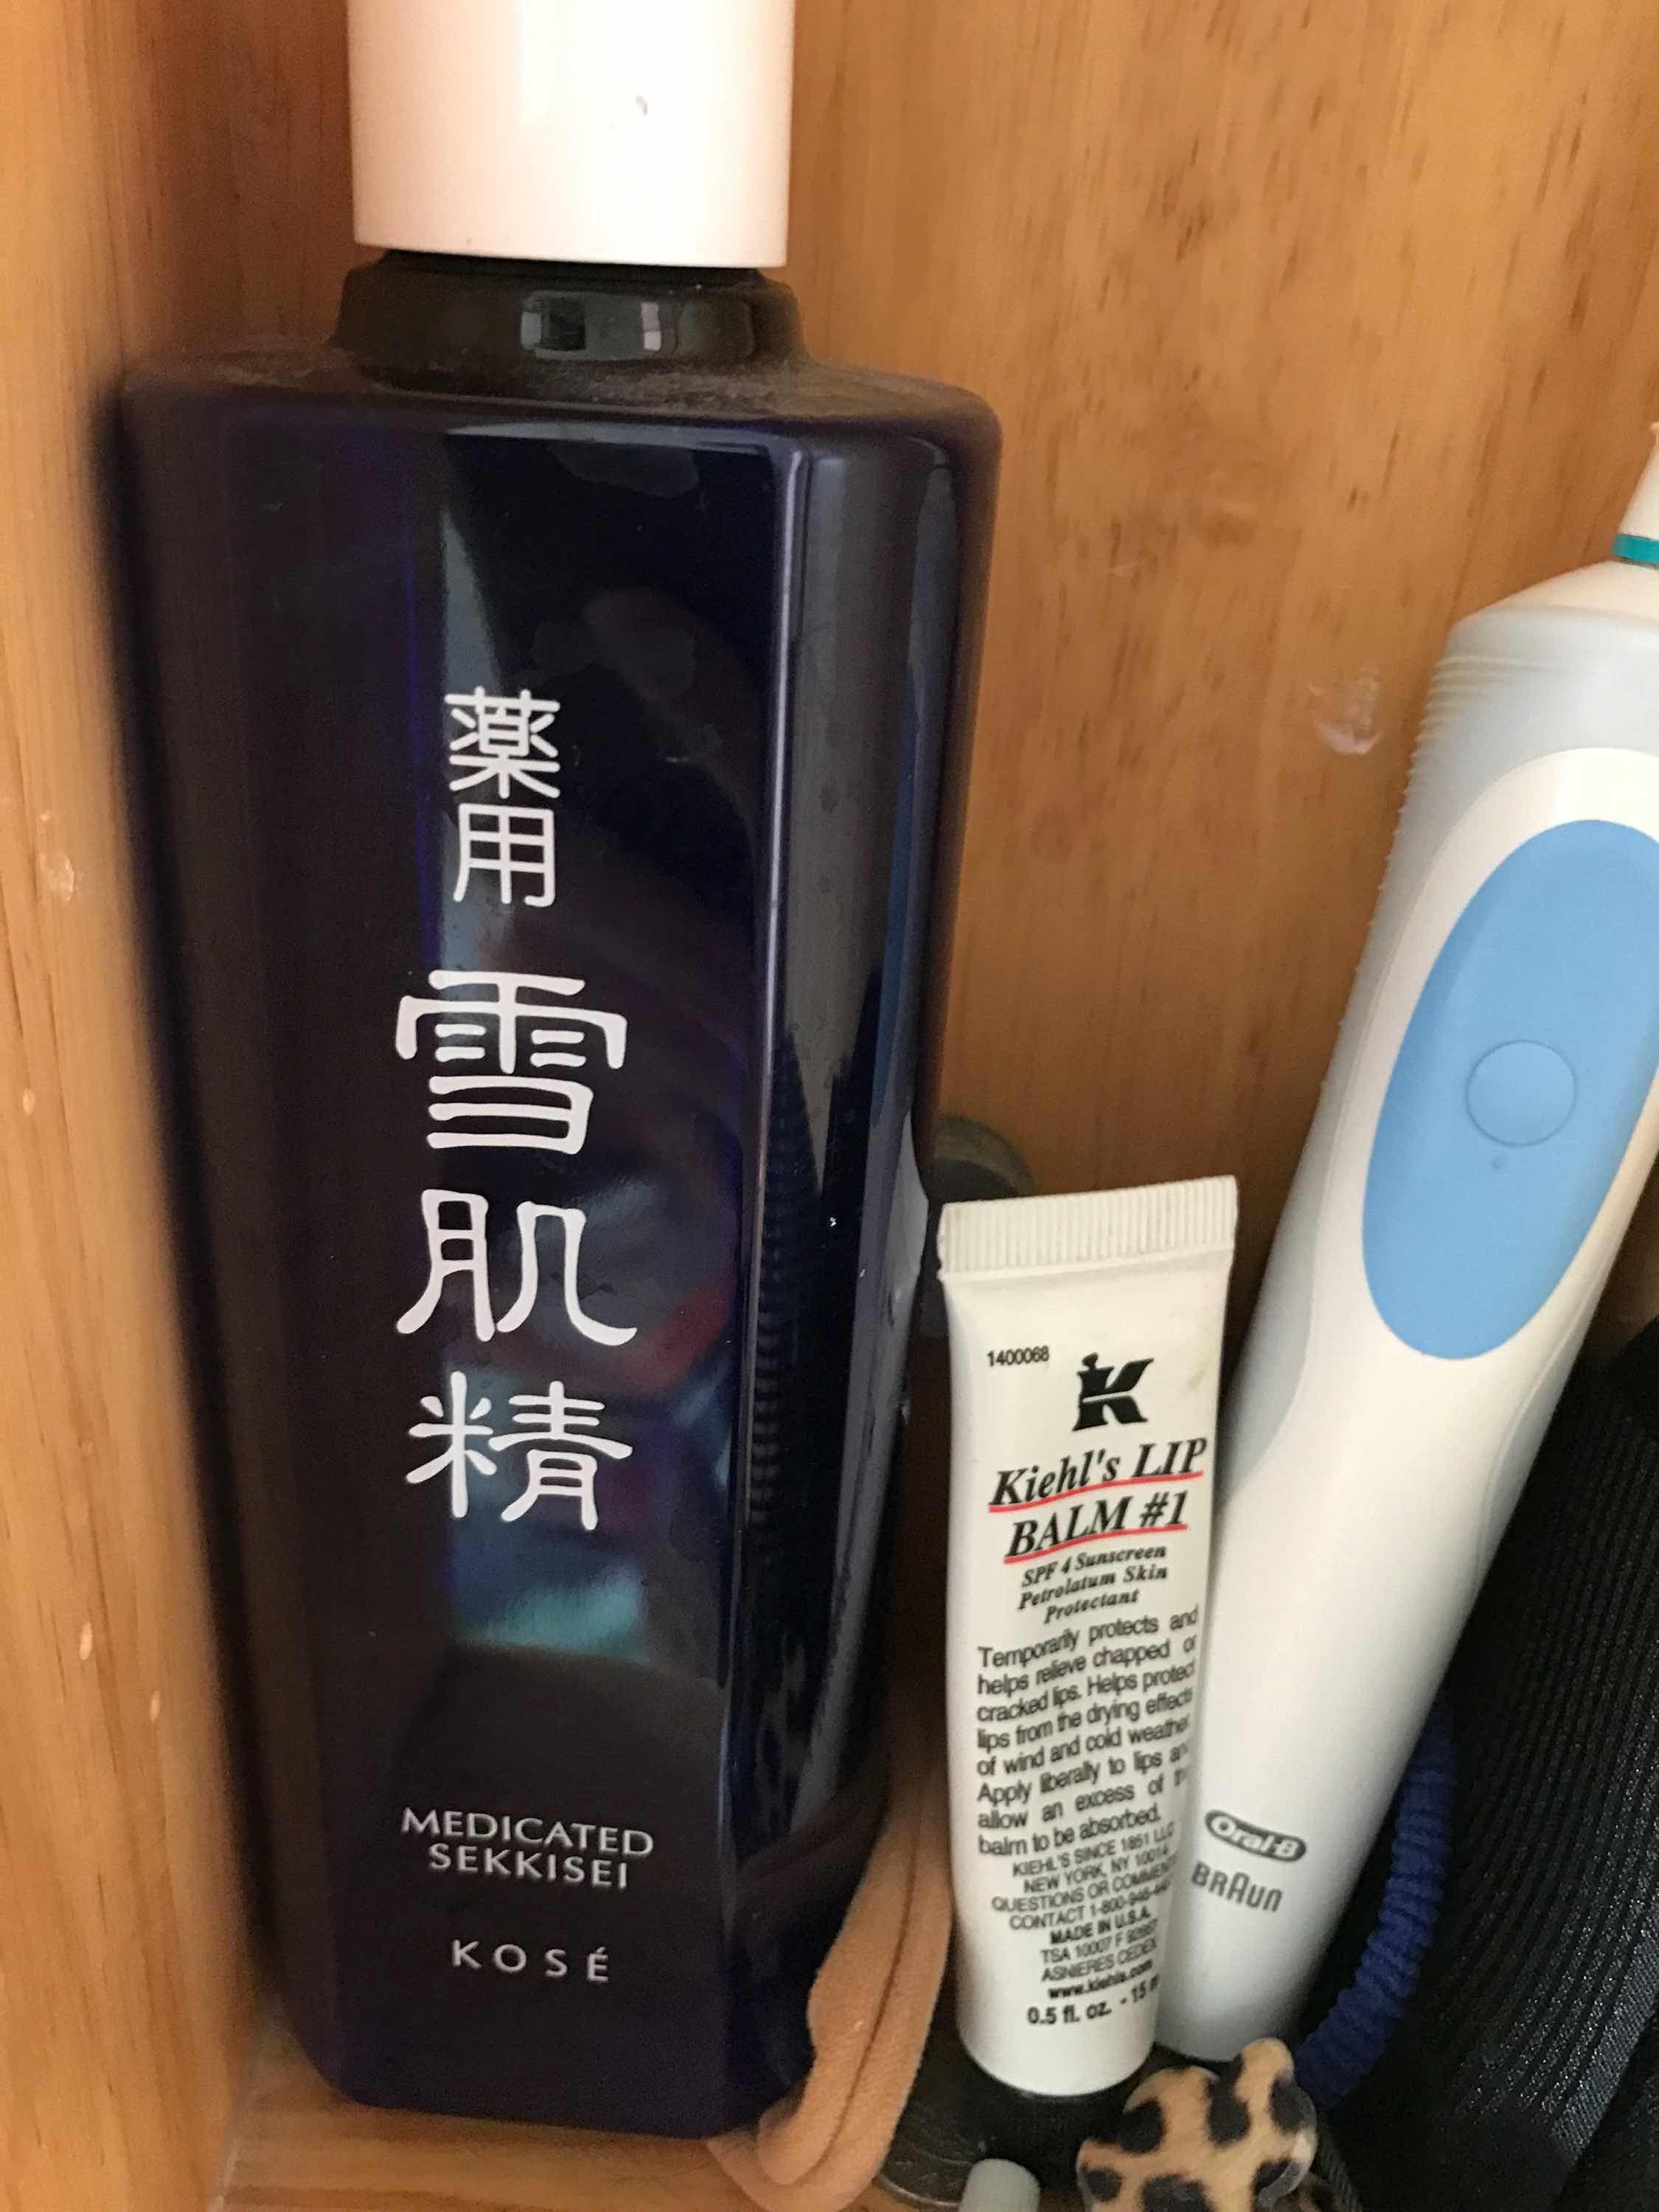 薬用
雪肌精
MEDICATED
SEKKISEI
KOSÉ
1400068
K
Kiehl's LIP
BALM #1
SPF 4 Sunscreen
Petrolatum Skin
Protectant
Temporarily protects and
helps relieve chapped or
cracked lips. Helps protect
lips from the drying effects
of wind and cold weather
Apply liberally to lips and
allow an excess of the
balm to be absorbed.
KIEHL'S SINCE 1851 LLC
NEW YORK, NY 10014
QUESTIONS OR COMMENTS
CONTACT 1-800-946-
MADE IN U.S.A.
TSA 10007 F
ASNIERES CEDEX
www.kiehls.com
0.5 fl. oz. - 15
Oral-B
BRAUN